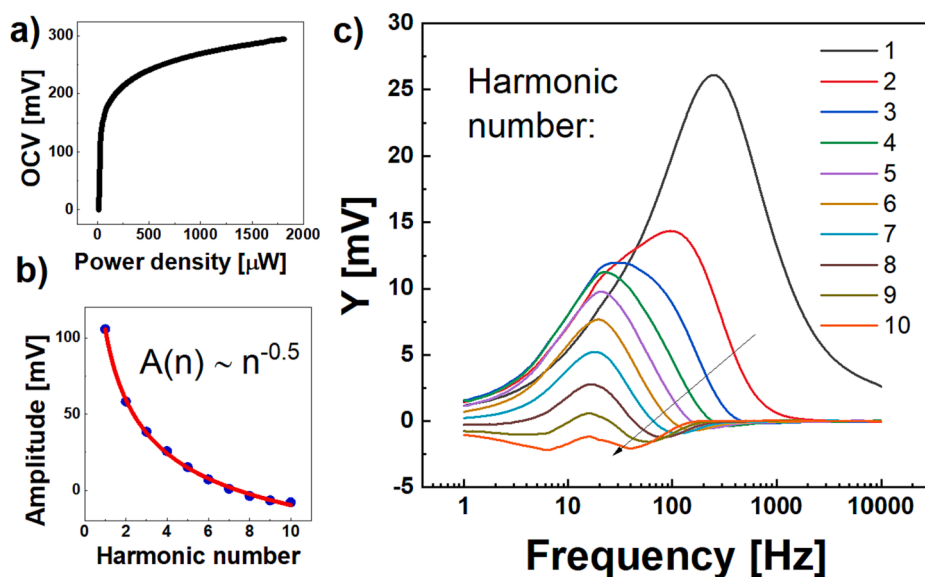 a)
300
200
100
0
OCV [mV]
0 500 1000 1500 2000
Power density [µW]
b)
100
50
0
Amplitude [mV]
A(n) ~ n^-0.5
0 2 4 6 8 10
Harmonic number
c)
30
25
20
15
10
5
0
-5
Y [mV]
Harmonic
number:
1
2
3
4
5
6
7
8
9
10
1 10 100 1000 10000
Frequency [Hz]